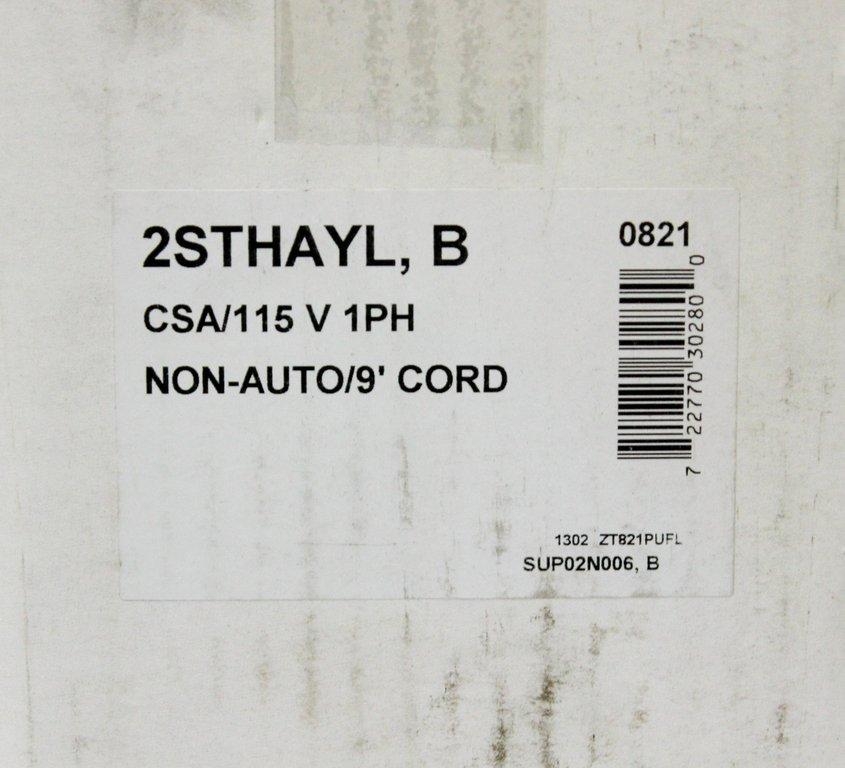 2STHAYL, B
0821
CSA/115 V 1PH
NON-AUTO/9' CORD
7 22770 30280 0
1302 ZT821PUFL
SUP02N006, B